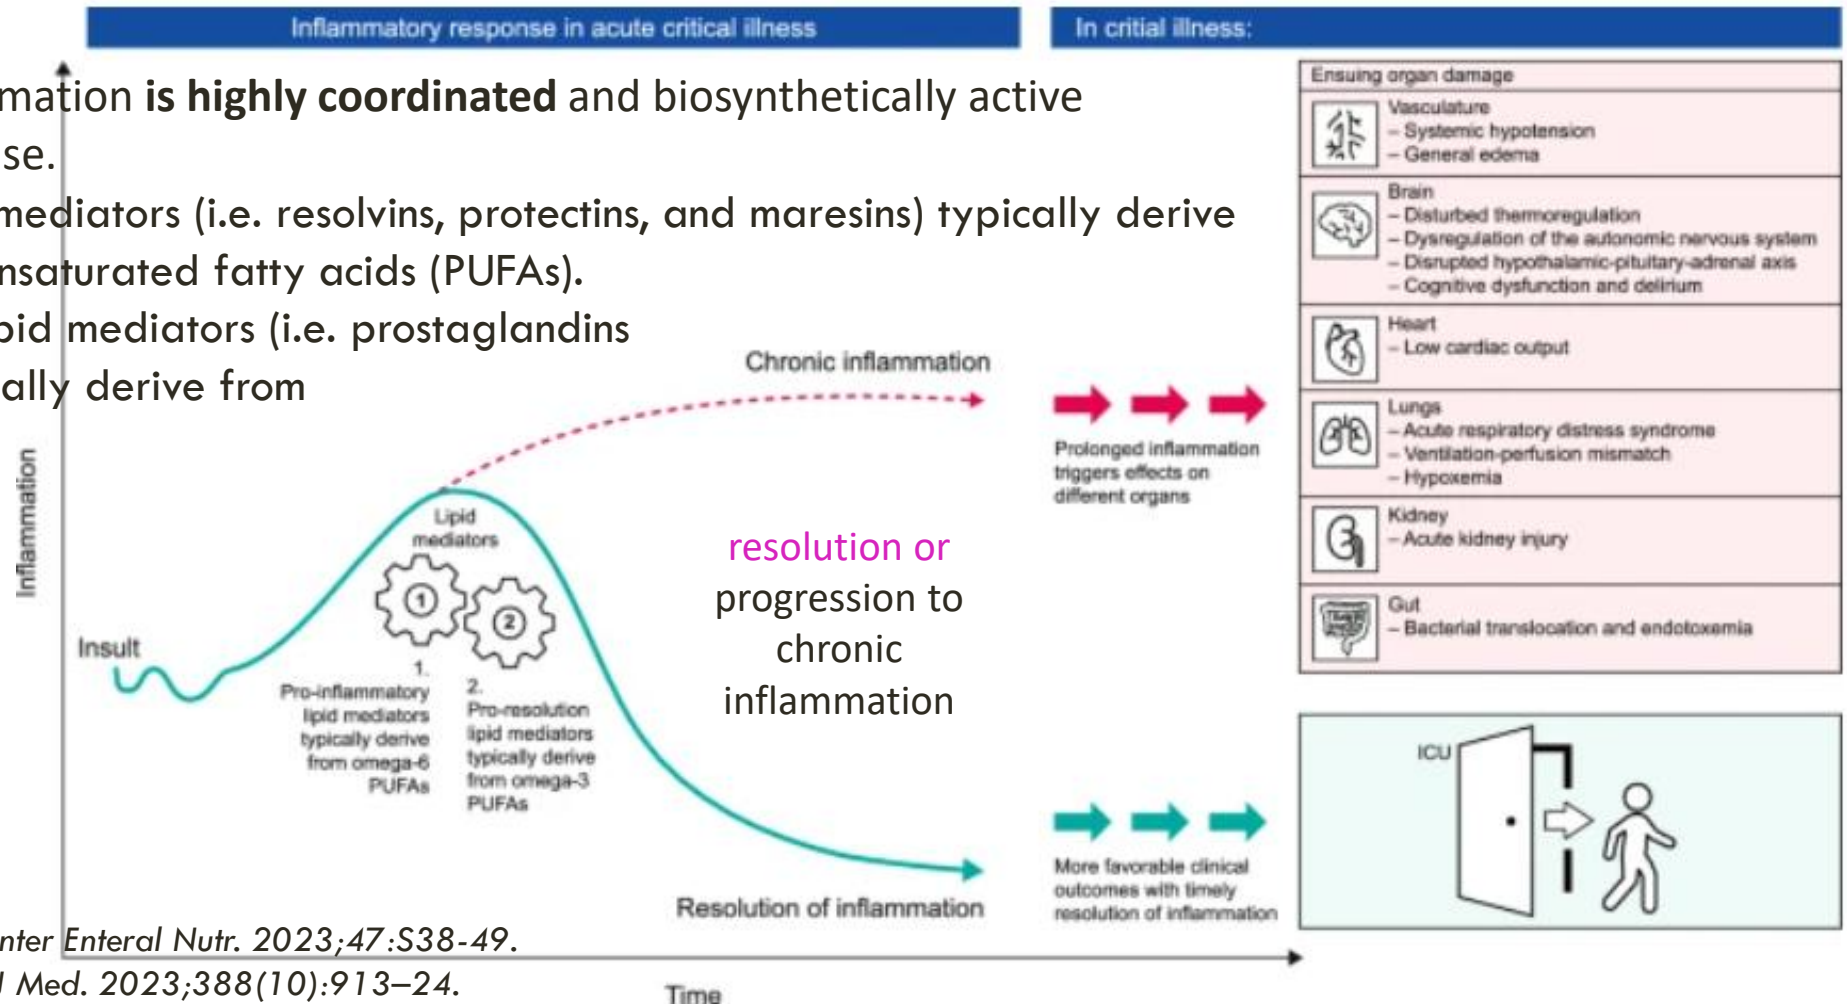 Inflammatory response in acute critical illness
In critial illness:
mation is highly coordinated and biosynthetically active
se.
mediators (i.e. resolvins, protectins, and maresins) typically derive
nsaturated fatty acids (PUFAs).
pid mediators (i.e. prostaglandins
ally derive from
Inflammation
Insult
Lipid
mediators
1
2
1.
Pro-inflammatory
lipid mediators
typically derive
from omega-6
PUFAs
2.
Pro-resolution
lipid mediators
typically derive
from omega-3
PUFAs
Chronic inflammation
resolution or
progression to
chronic
inflammation
Resolution of inflammation
Prolonged inflammation
triggers effects on
different organs
More favorable clinical
outcomes with timely
resolution of inflammation
Ensuing organ damage
Vasculature
– Systemic hypotension
– General edema
Brain
– Disturbed thermoregulation
– Dysregulation of the autonomic nervous system
– Disrupted hypothalamic-pituitary-adrenal axis
– Cognitive dysfunction and delirium
Heart
– Low cardiac output
Lungs
– Acute respiratory distress syndrome
– Ventilation-perfusion mismatch
– Hypoxemia
Kidney
– Acute kidney injury
Gut
– Bacterial translocation and endotoxemia
ICU
nter Enteral Nutr. 2023;47:S38-49.
Med. 2023;388(10):913–24.
Time